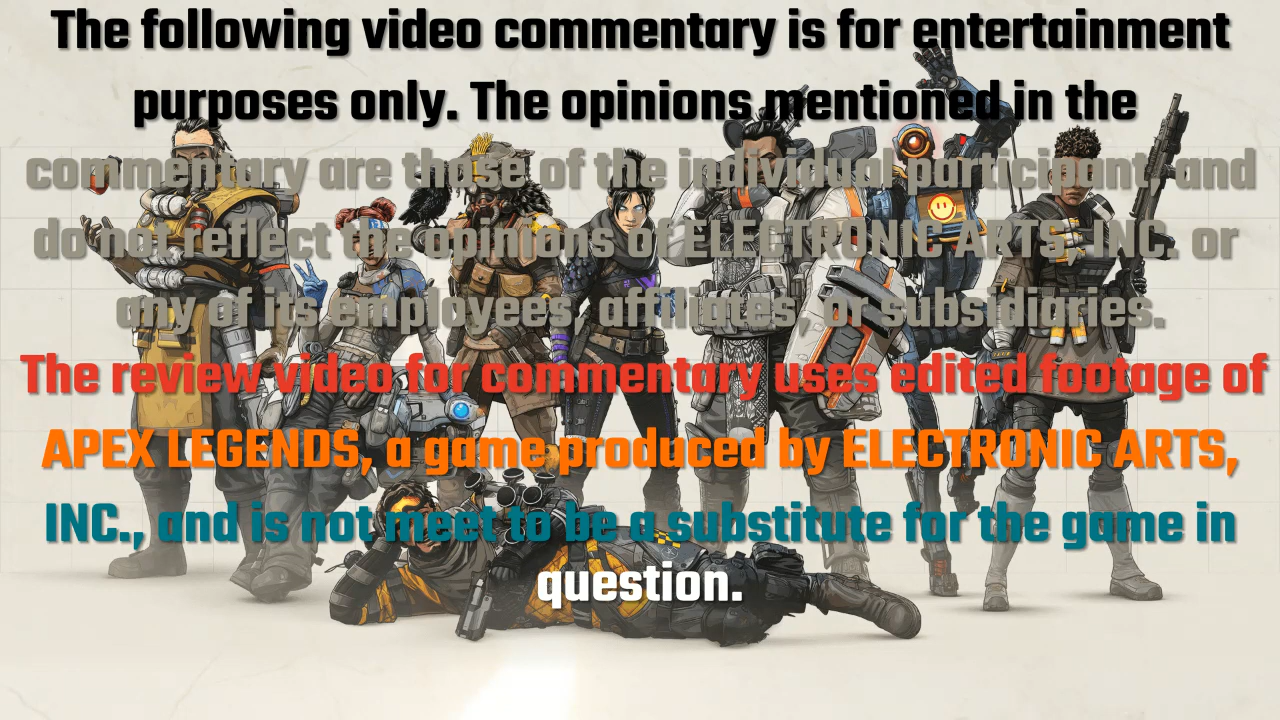 The following video commentary is for entertainment
purposes only. The opinions mentioned in the
commentary are those of the individual participant, and
do not reflect the opinions of ELECTRONIC ARTS, INC. or
any of its employees, affiliates, or subsidiaries.
The review video for commentary uses edited footage of
APEX LEGENDS, a game produced by ELECTRONIC ARTS,
INC., and is not meet to be a substitute for the game in
question.